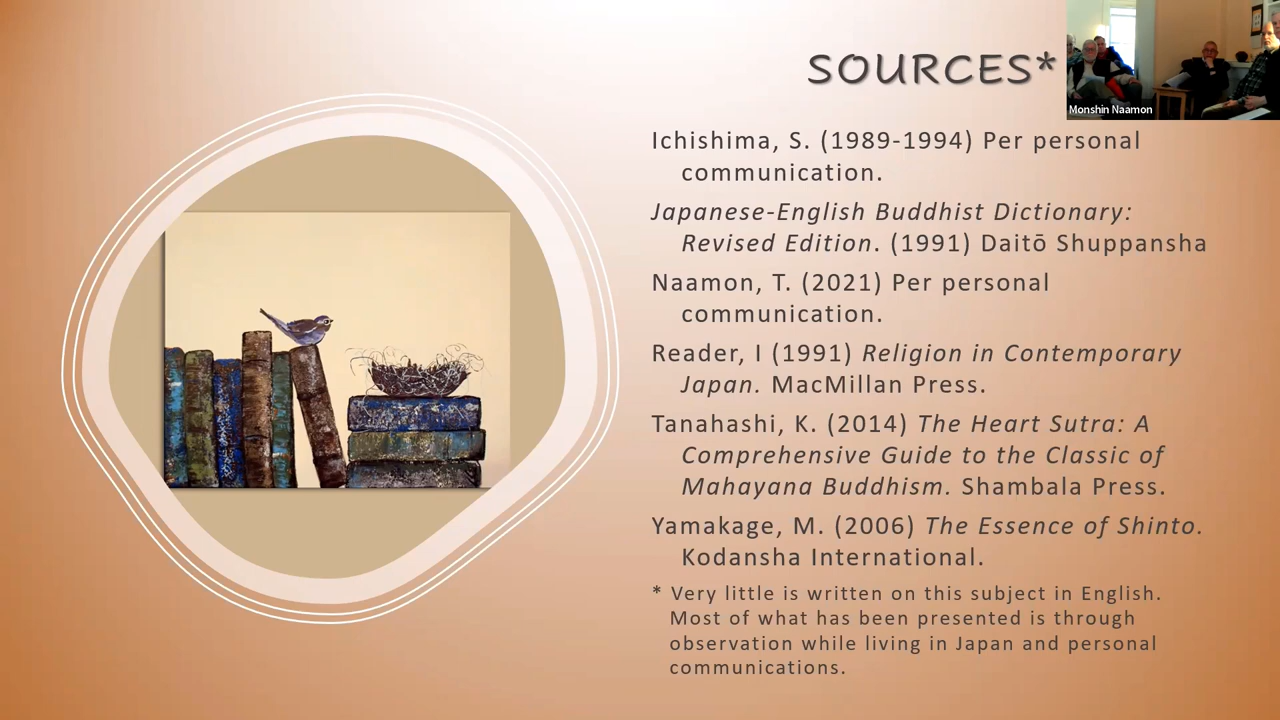 SOURCES*
Monshin Naamon
Ichishima, S. (1989-1994) Per personal
communication.
Japanese-English Buddhist Dictionary:
Revised Edition. (1991) Daitō Shuppansha
Naamon, T. (2021) Per personal
communication.
Reader, I (1991) Religion in Contemporary
Japan. MacMillan Press.
Tanahashi, K. (2014) The Heart Sutra: A
Comprehensive Guide to the Classic of
Mahayana Buddhism. Shambala Press.
Yamakage, M. (2006) The Essence of Shinto.
Kodansha International.
* Very little is written on this subject in English.
Most of what has been presented is through
observation while living in Japan and personal
communications.